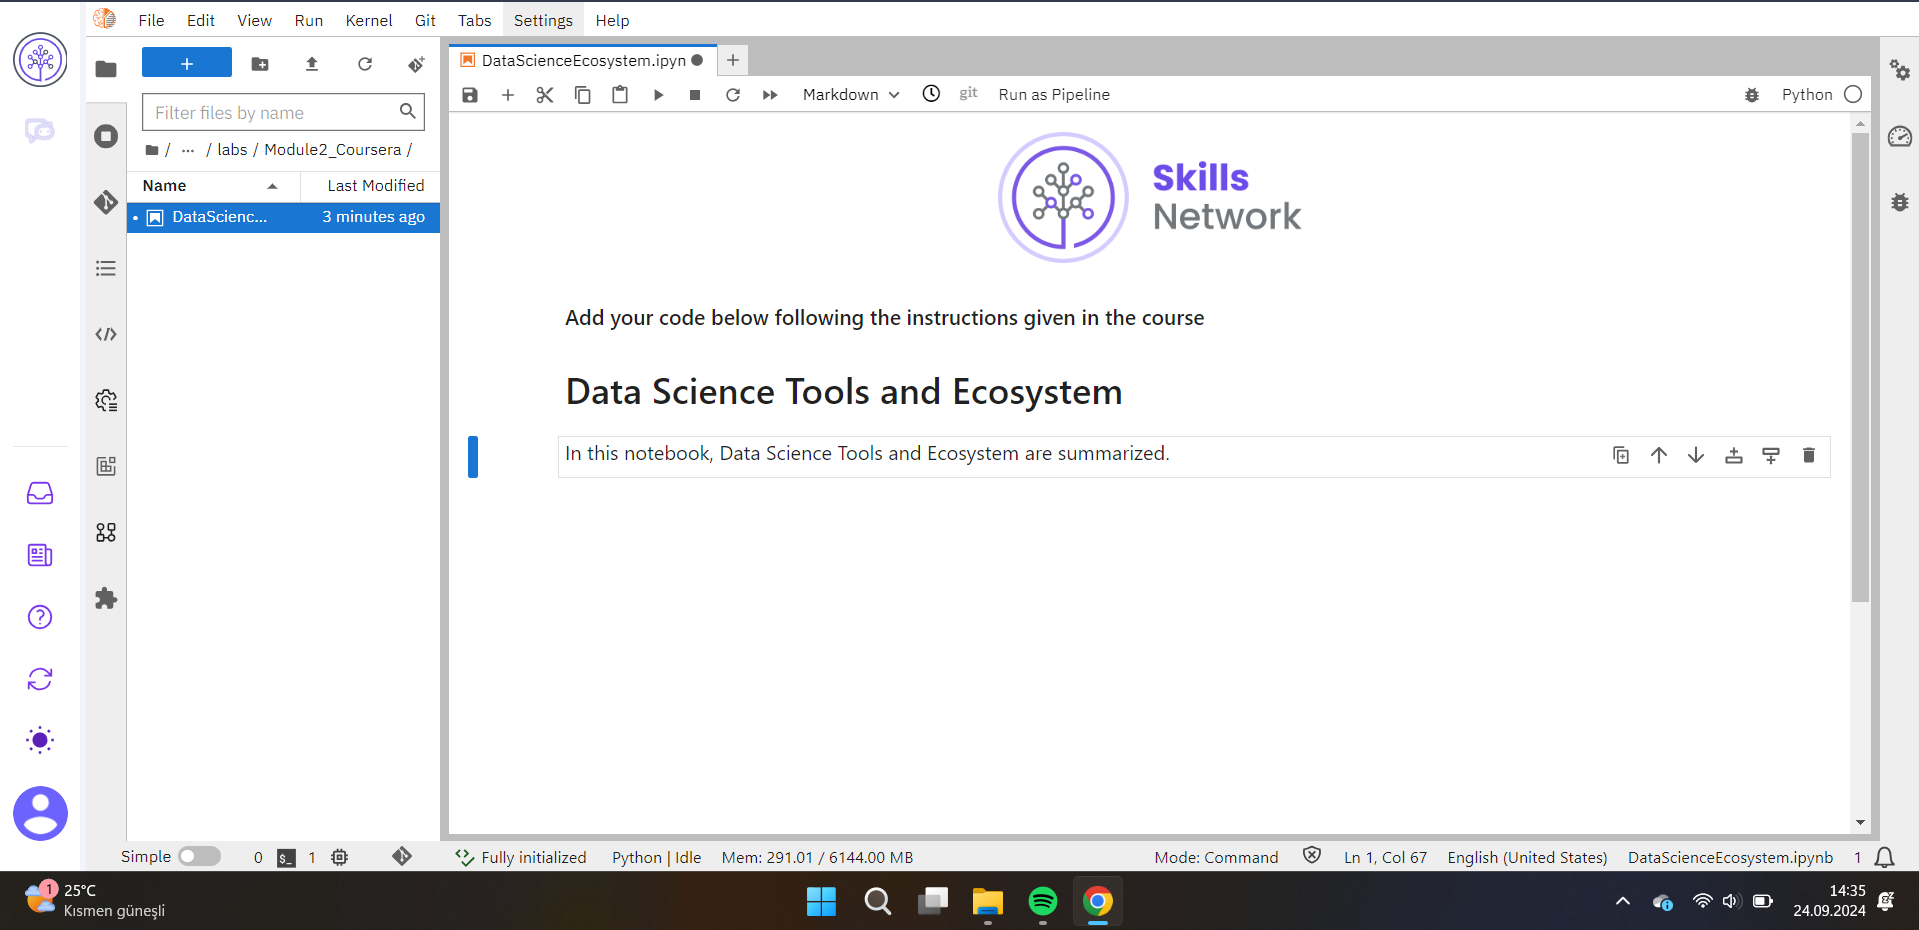 File Edit View Run Kernel Git Tabs Settings Help
+
DataScienceEcosystem.ipyn
+
Filter files by name
Markdown
git
Run as Pipeline
Python
/ ... / labs / Module2_Coursera /
Name
Last Modified
DataScienc...
3 minutes ago
Skills
Network
Add your code below following the instructions given in the course
Data Science Tools and Ecosystem
In this notebook, Data Science Tools and Ecosystem are summarized.
Simple
0
$_
1
Fully initialized
Python | Idle
Mem: 291.01 / 6144.00 MB
Mode: Command
Ln 1, Col 67
English (United States)
DataScienceEcosystem.ipynb
1
1
25°C
Kısmen güneşli
14:35
24.09.2024